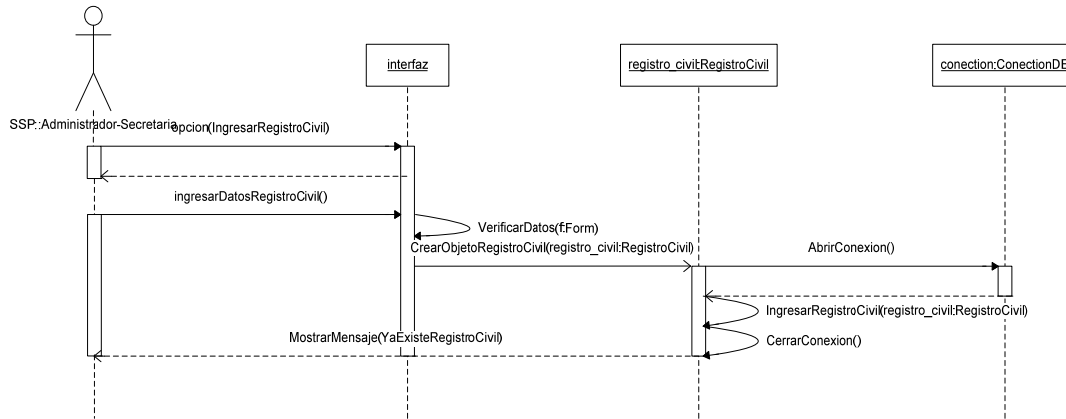 interfaz
registro_civil:RegistroCivil
conection:ConectionDB
SSP::Administrador-Secretaria
opcion(IngresarRegistroCivil)
ingresarDatosRegistroCivil()
VerificarDatos(f:Form)
CrearObjetoRegistroCivil(registro_civil:RegistroCivil)
AbrirConexion()
IngresarRegistroCivil(registro_civil:RegistroCivil)
MostrarMensaje(YaExisteRegistroCivil)
CerrarConexion()